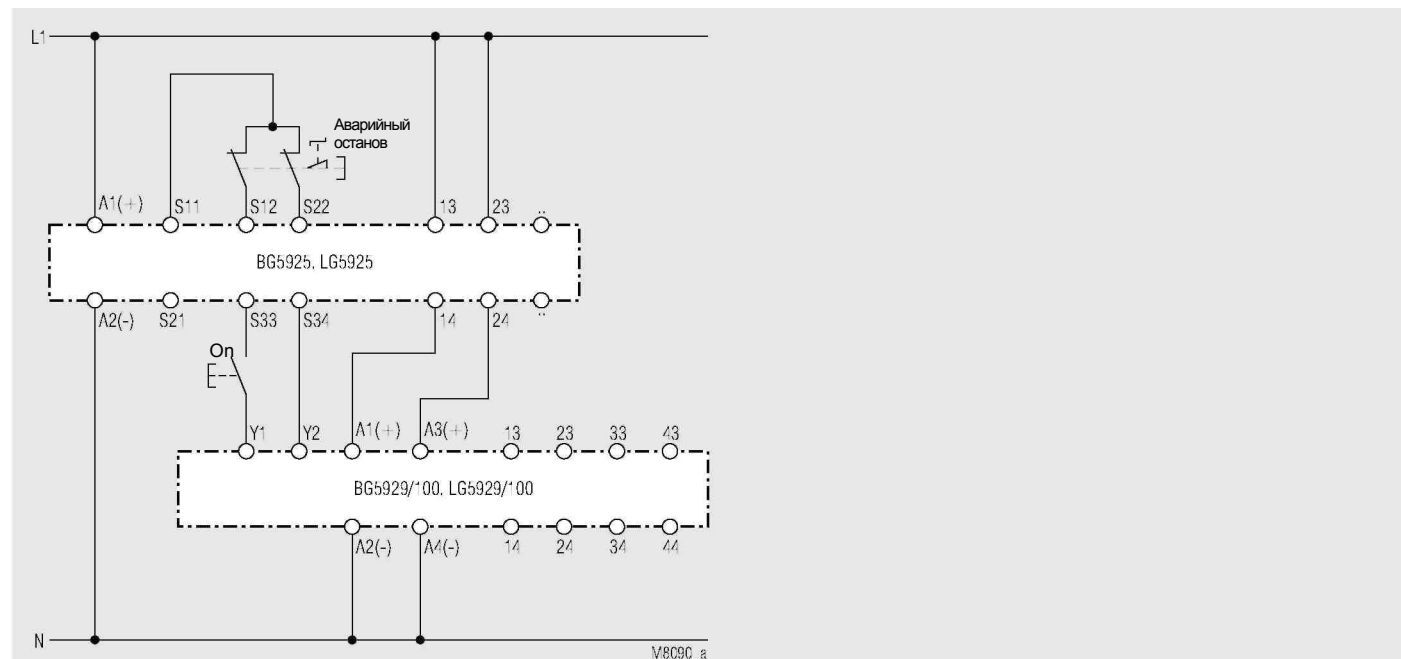 L1
Аварийный
останов
A1(+) S11 S12 S22 13 23 ..
BG5925, LG5925
A2(-) S21 S33 S34 14 24 ..
On
Y1 Y2 A1(+) A3(+) 13 23 33 43
BG5929/100, LG5929/100
A2(-) A4(-) 14 24 34 44
N
M8090_a